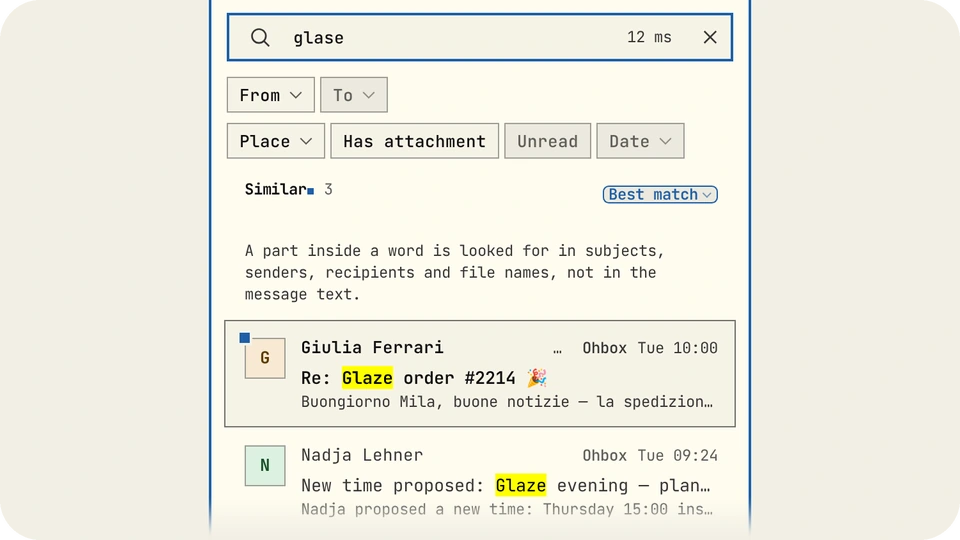 glase 12 ms
From To
Place Has attachment Unread Date
Similar 3 Best match
A part inside a word is looked for in subjects,
senders, recipients and file names, not in the
message text.
G Giulia Ferrari … Ohbox Tue 10:00
Re: Glaze order #2214 🎉
Buongiorno Mila, buone notizie — la spedizion…
N Nadja Lehner Ohbox Tue 09:24
New time proposed: Glaze evening — plan…
Nadja proposed a new time: Thursday 15:00 ins…